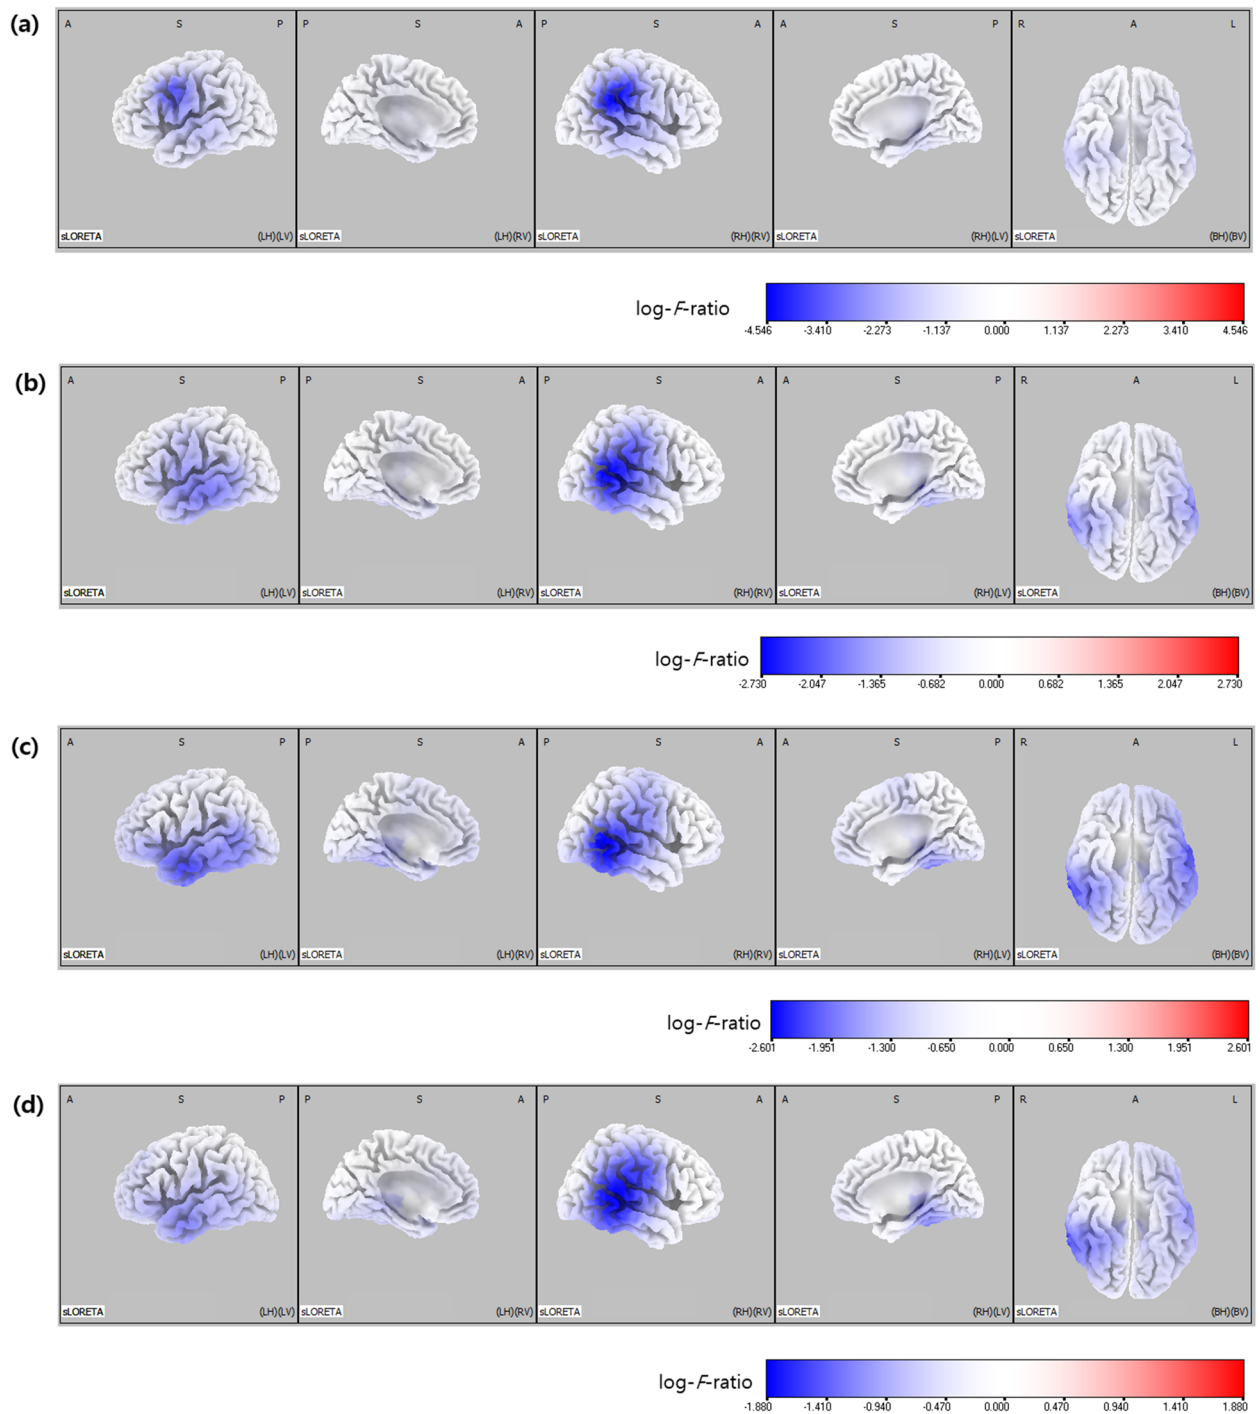 (a)
A S P P S A P S A A S P R A L
sLORETA (LH)(LV) sLORETA (LH)(RV) sLORETA (RH)(RV) sLORETA (RH)(LV) sLORETA (BH)(BV)
log-F-ratio
-4.546 -3.410 -2.273 -1.137 0.000 1.137 2.273 3.410 4.546
(b)
A S P P S A P S A A S P R A L
sLORETA (LH)(LV) sLORETA (LH)(RV) sLORETA (RH)(RV) sLORETA (RH)(LV) sLORETA (BH)(BV)
log-F-ratio
-2.730 -2.047 -1.365 -0.682 0.000 0.682 1.365 2.047 2.730
(c)
A S P P S A P S A A S P R A L
sLORETA (LH)(LV) sLORETA (LH)(RV) sLORETA (RH)(RV) sLORETA (RH)(LV) sLORETA (BH)(BV)
log-F-ratio
-2.601 -1.951 -1.300 -0.650 0.000 0.650 1.300 1.951 2.601
(d)
A S P P S A P S A A S P R A L
sLORETA (LH)(LV) sLORETA (LH)(RV) sLORETA (RH)(RV) sLORETA (RH)(LV) sLORETA (BH)(BV)
log-F-ratio
-1.880 -1.410 -0.940 -0.470 0.000 0.470 0.940 1.410 1.880